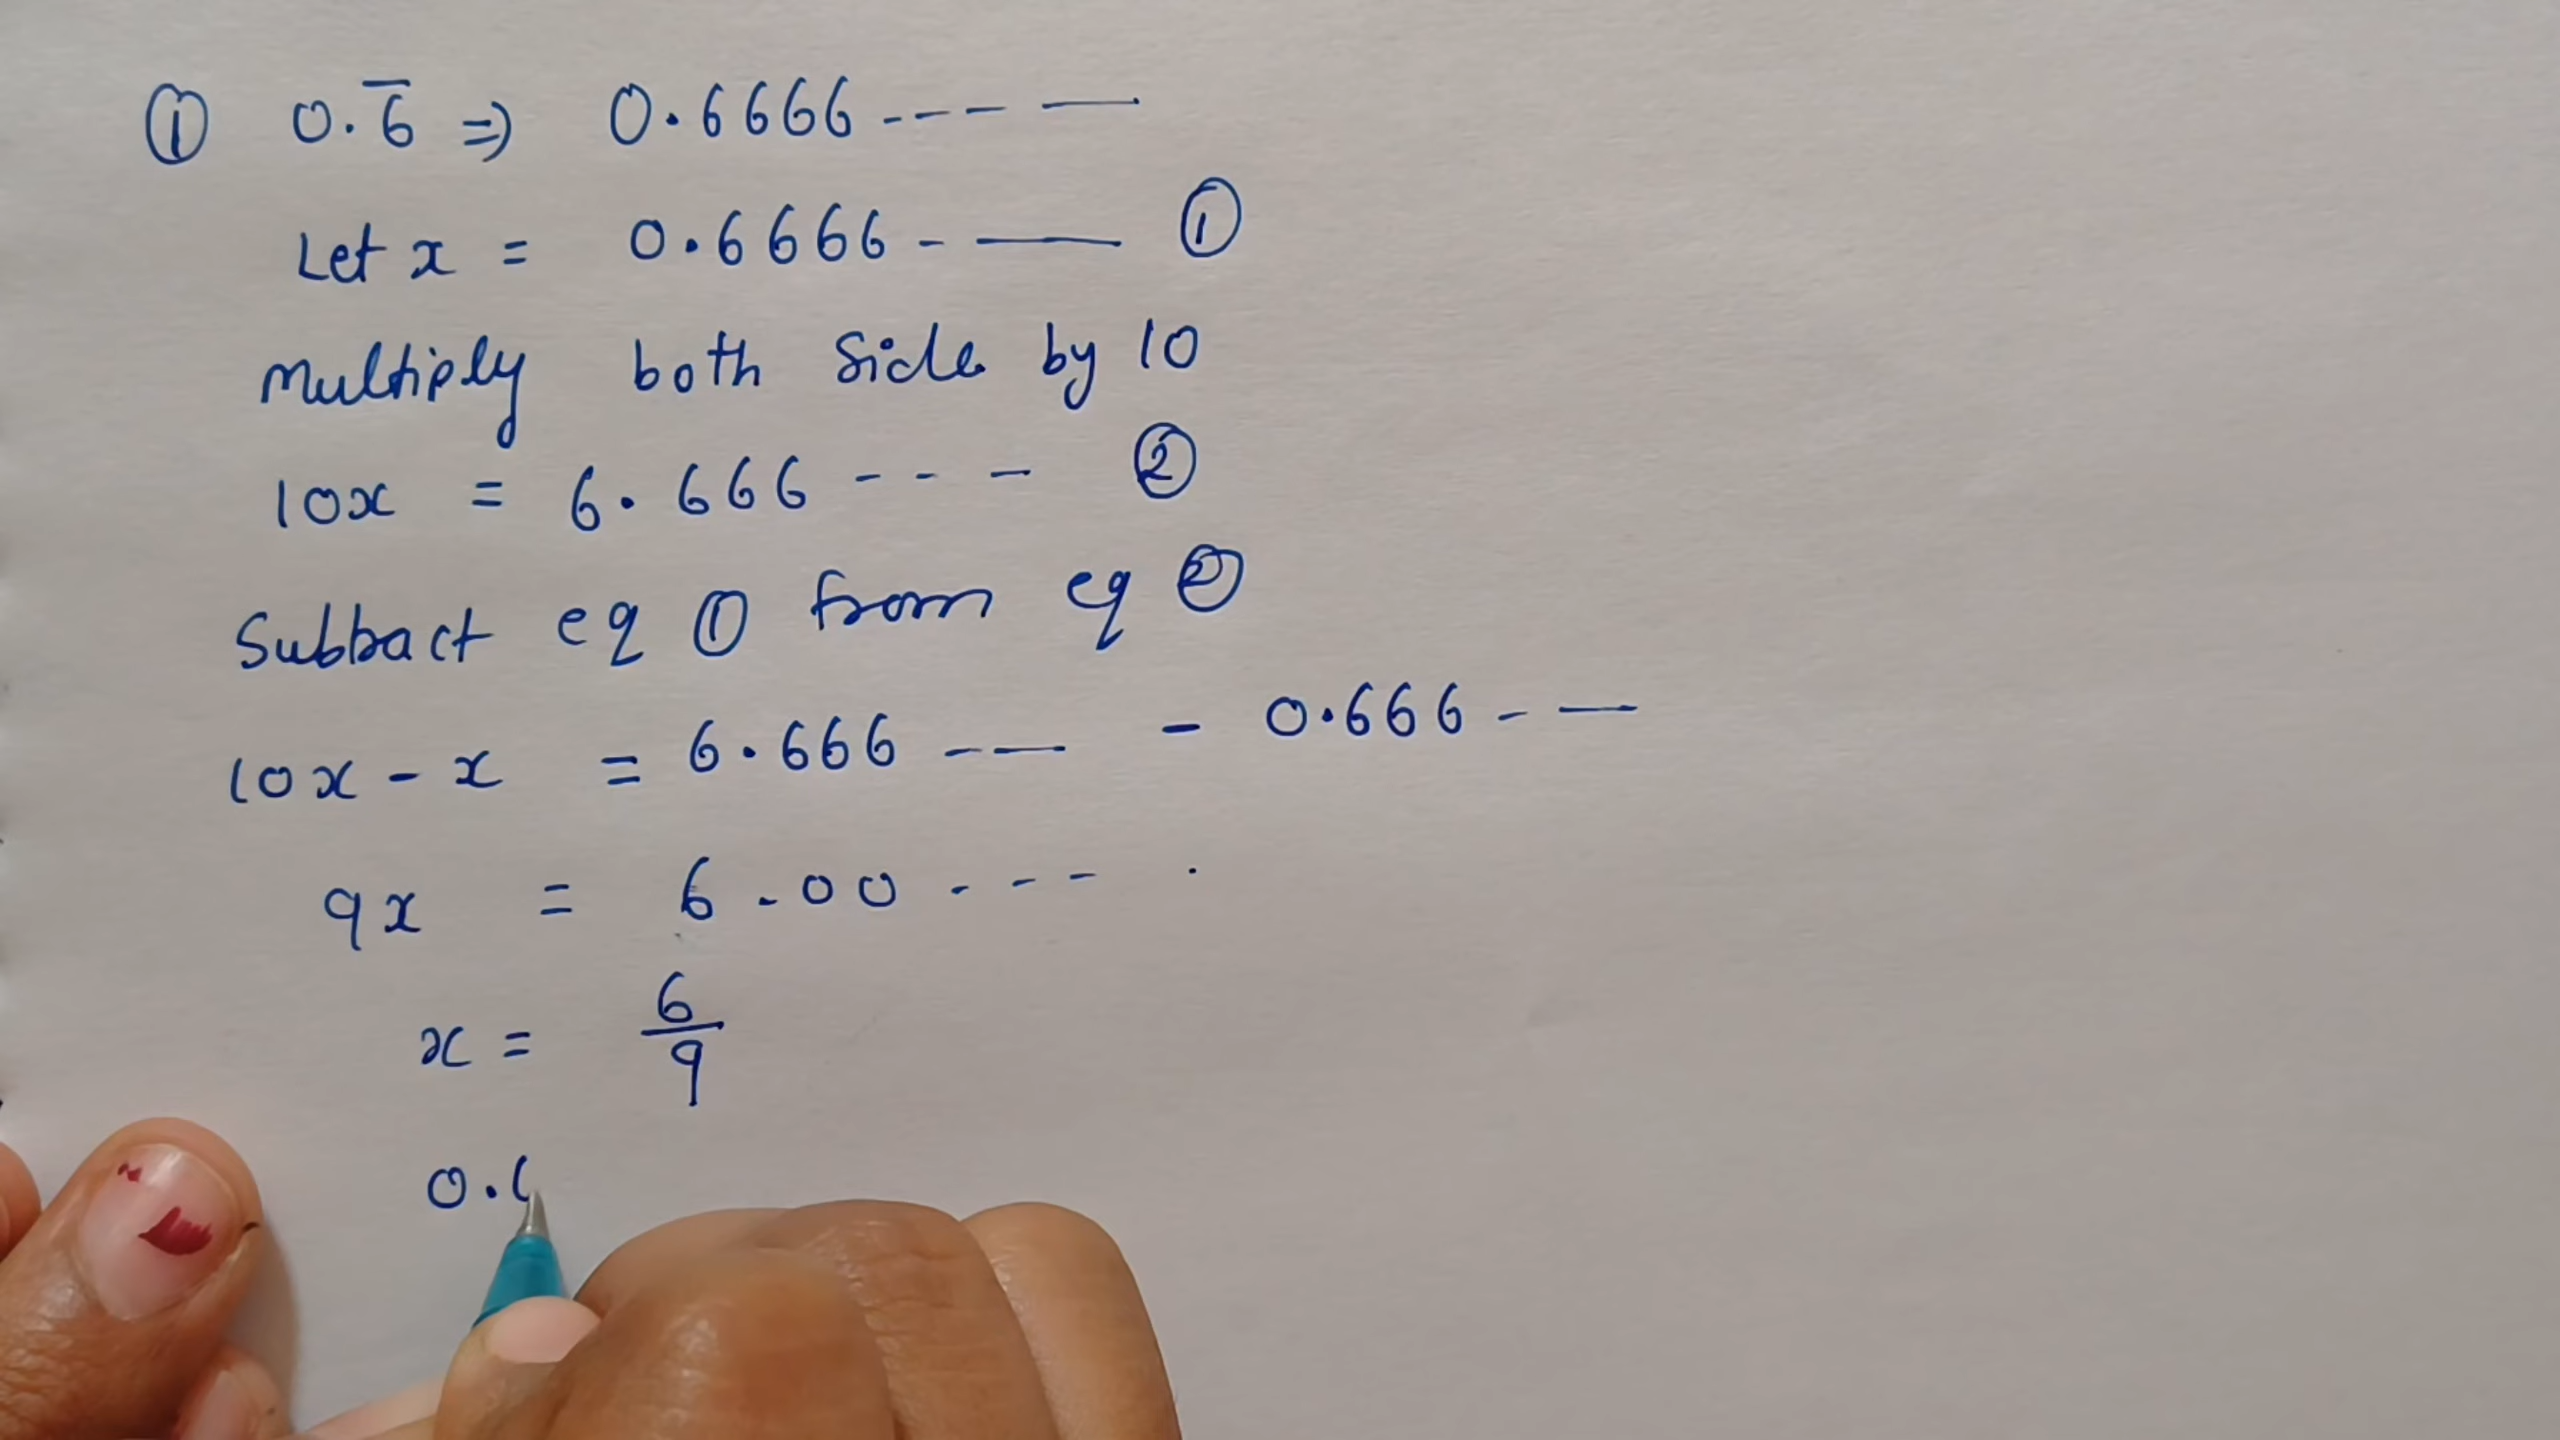 ① 0.6̅ ⇒ 0.6666 - - - —
Let x = 0.6666 - — ①
Multiply both side by 10
10x = 6.666 - - - ②
Subtract eq ① from eq ②
10x - x = 6.666 - — - 0.666 - —
9x = 6.00 - - - .
x = 6/9
0.